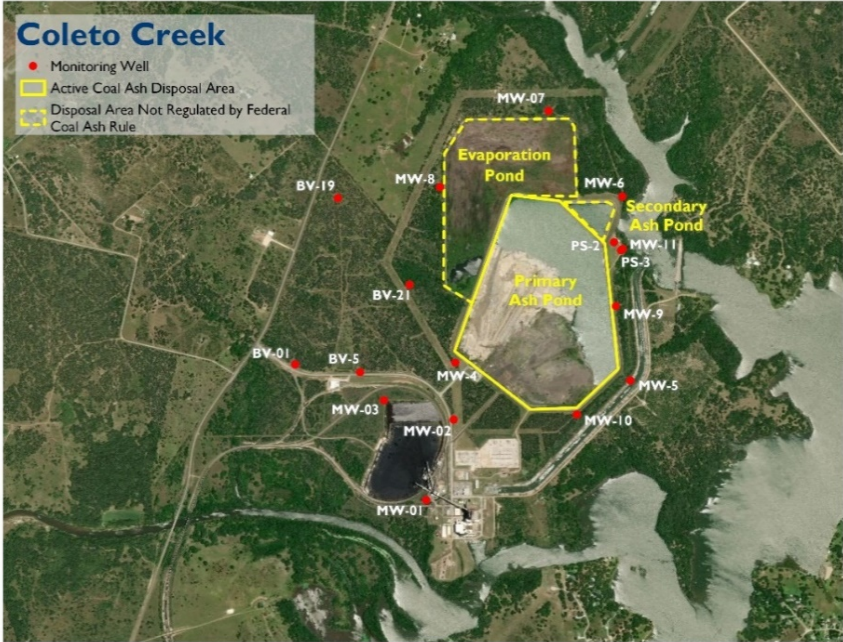 Coleto Creek
Monitoring Well
Active Coal Ash Disposal Area
Disposal Area Not Regulated by Federal
Coal Ash Rule
MW-07
Evaporation
Pond
MW-8
BV-19
MW-6
Secondary
Ash Pond
PS-2
MW-11
PS-3
BV-21
Primary
Ash Pond
MW-9
BV-01
BV-5
MW-4
MW-5
MW-03
MW-02
MW-10
MW-01